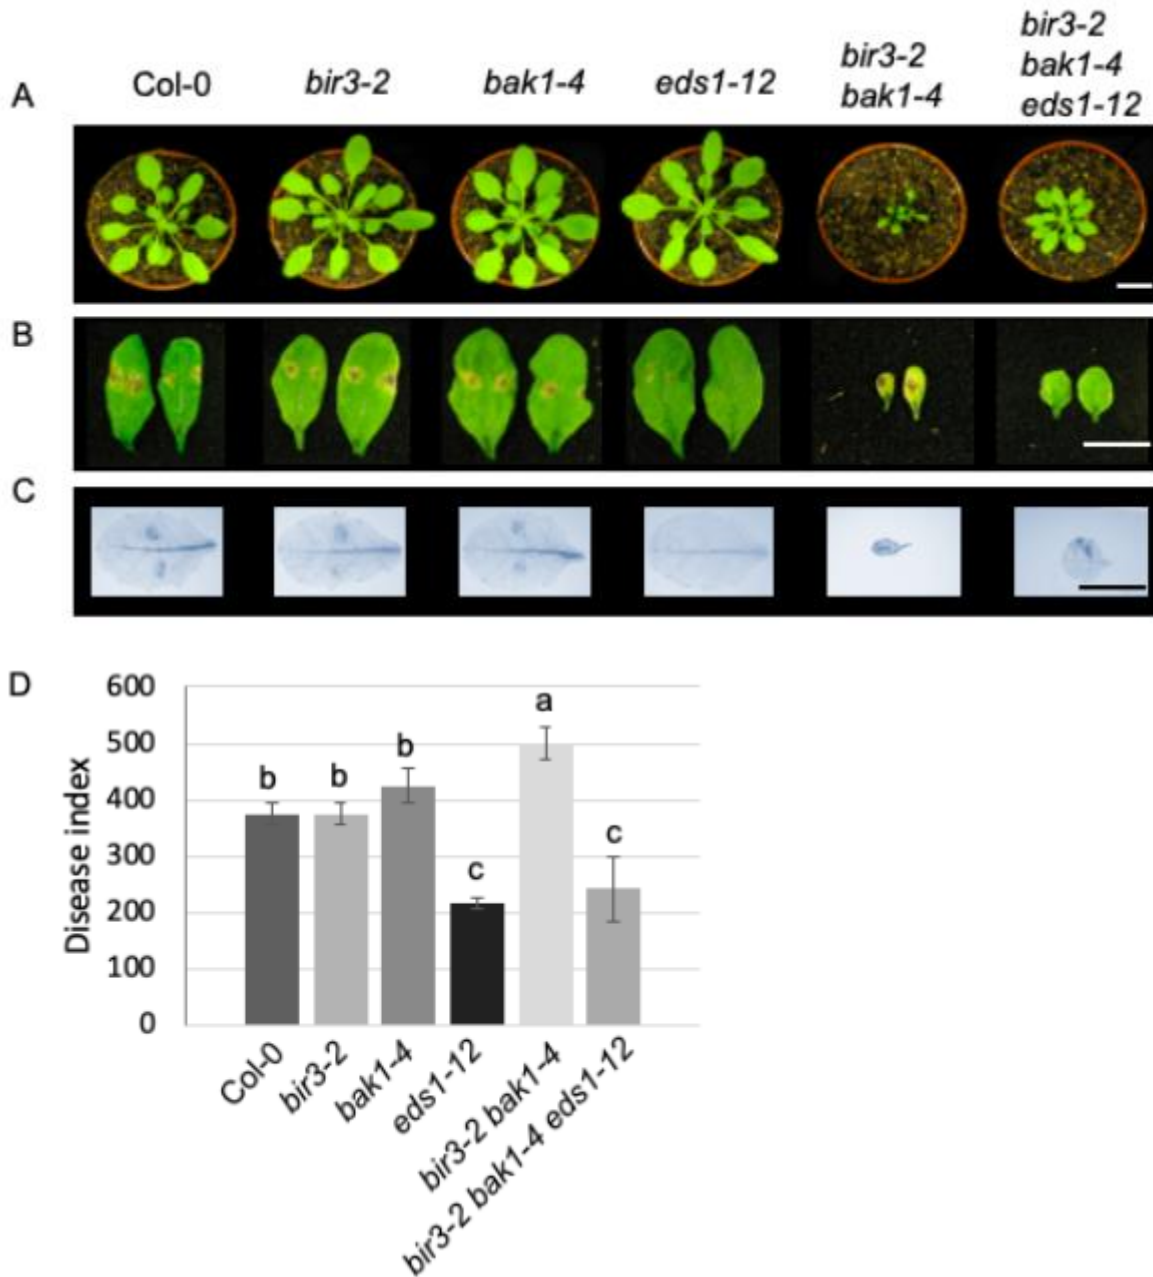 A
Col-0
bir3-2
bak1-4
eds1-12
bir3-2
bak1-4
bir3-2
bak1-4
eds1-12
B
C
D
600
500
400
300
200
100
0
Disease index
b
b
b
c
a
c
Col-0
bir3-2
bak1-4
eds1-12
bir3-2 bak1-4
bir3-2 bak1-4 eds1-12